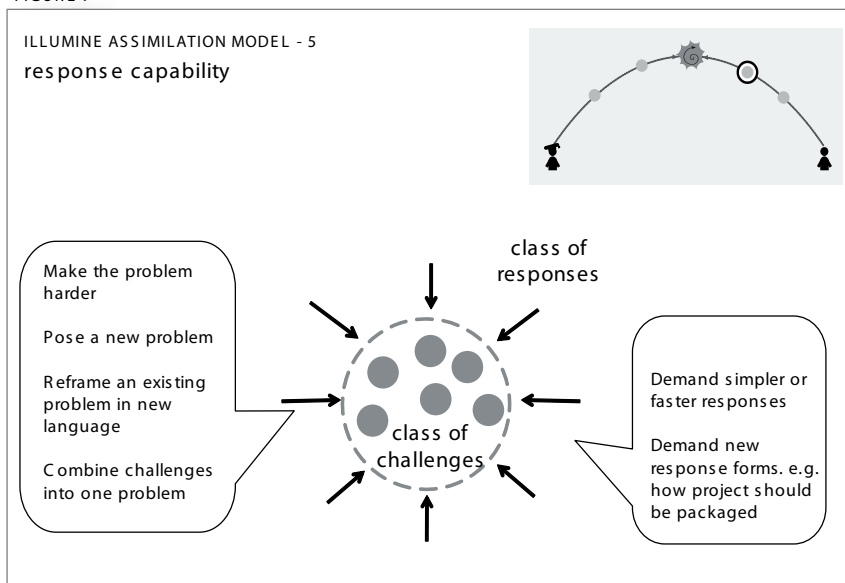 ILLUMINE ASSIMILATION MODEL - 5
response capability
class of
responses
Make the problem
harder
Pose a new problem
Reframe an existing
problem in new
language
Combine challenges
into one problem
class of
challenges
Demand simpler or
faster responses
Demand new
response forms. e.g.
how project should
be packaged